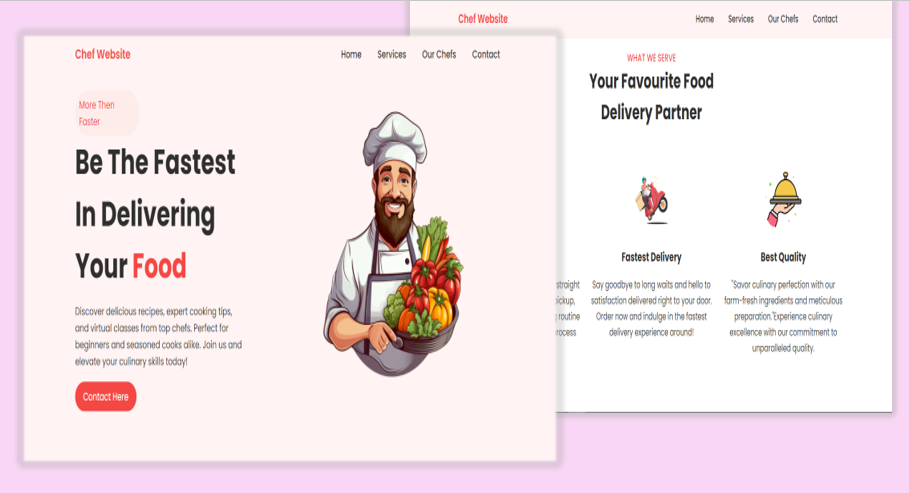 Chef Website
Home Services Our Chefs Contact
More Then
Faster
Be The Fastest
In Delivering
Your Food
Discover delicious recipes, expert cooking tips,
and virtual classes from top chefs. Perfect for
beginners and seasoned cooks alike. Join us and
elevate your culinary skills today!
Contact Here
Chef Website
Home Services Our Chefs Contact
WHAT WE SERVE
Your Favourite Food
Delivery Partner
routine
Fastest Delivery
Say goodbye to long waits and hello to
satisfaction delivered right to your door.
Order now and indulge in the fastest
delivery experience around!
Best Quality
"Savor culinary perfection with our
farm-fresh ingredients and meticulous
preparation."Experience culinary
excellence with our commitment to
unparalleled quality.